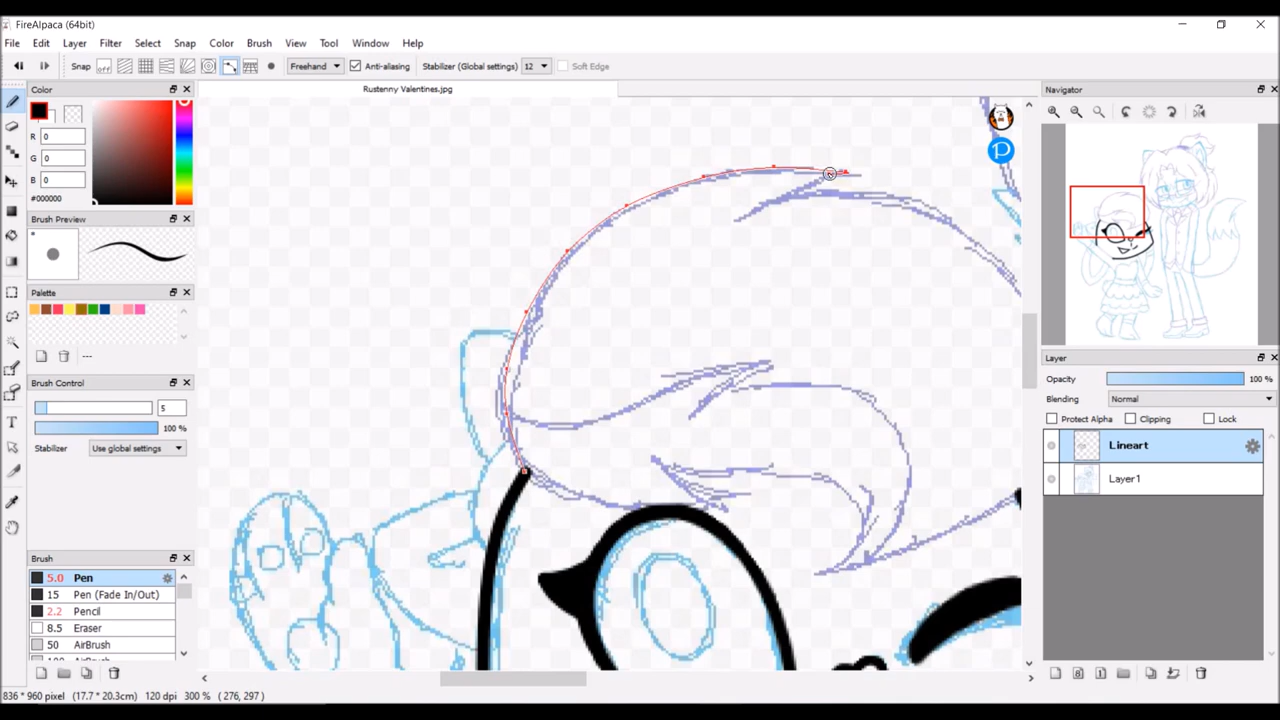 FireAlpaca (64bit)
File Edit Layer Filter Select Snap Color Brush View Tool Window Help
Snap off Freehand Anti-aliasing Stabilizer (Global settings) 12 Soft Edge
Rustenny Valentines.jpg
Color
R 0
G 0
B 0
#000000
Brush Preview
Palette
---
Brush Control
5
100 %
Stabilizer Use global settings
Brush
5.0 Pen
15 Pen (Fade In/Out)
2.2 Pencil
8.5 Eraser
50 AirBrush
Navigator
P
Layer
Opacity 100 %
Blending Normal
Protect Alpha Clipping Lock
Lineart
Layer1
836 * 960 pixel (17.7 * 20.3cm) 120 dpi 300 % ( 276, 297 )